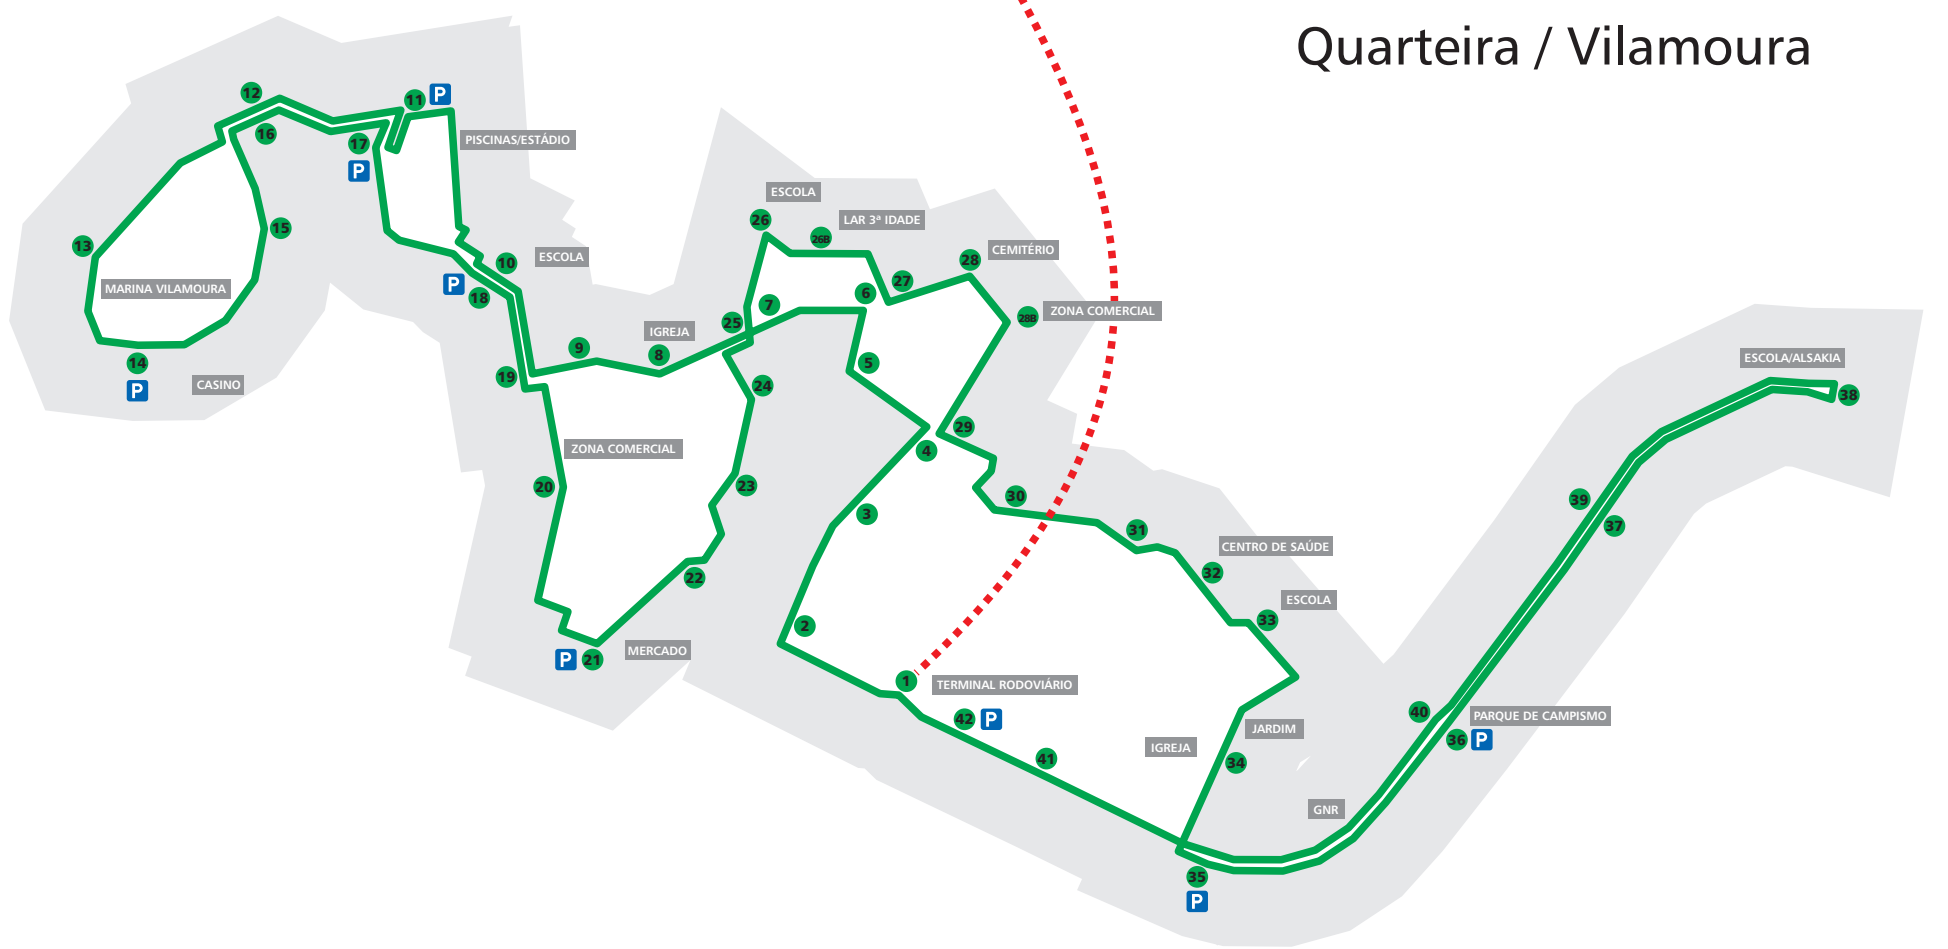 Quarteira / Vilamoura
12
11
P
16
17
P
PISCINAS/ESTÁDIO
13
15
MARINA VILAMOURA
14
P
CASINO
10
ESCOLA
P
18
9
IGREJA
8
19
ZONA COMERCIAL
20
ESCOLA
26
LAR 3ª IDADE
26B
CEMITÉRIO
28
27
6
7
25
28B
ZONA COMERCIAL
5
24
29
4
23
3
30
22
31
CENTRO DE SAÚDE
32
ESCOLA
33
2
MERCADO
P
21
1
TERMINAL RODOVIÁRIO
42
P
41
IGREJA
JARDIM
34
GNR
35
P
40
PARQUE DE CAMPISMO
36
P
39
37
ESCOLA/ALSAKIA
38